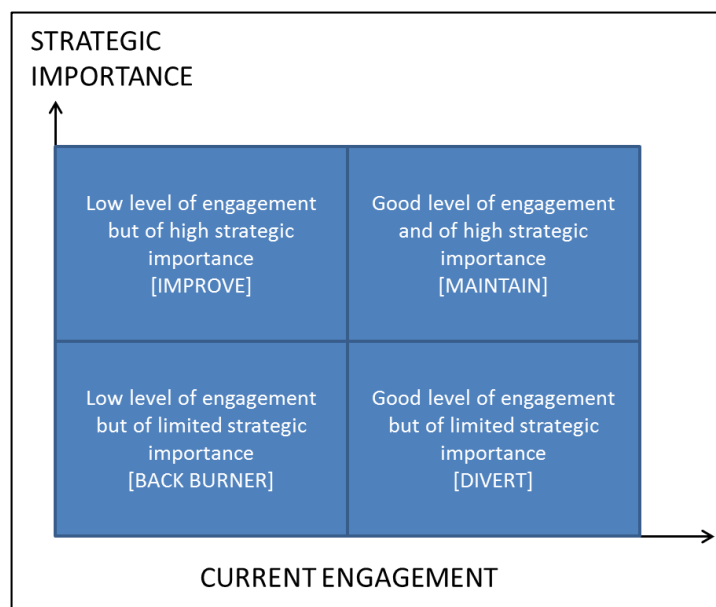 STRATEGIC
IMPORTANCE
Low level of engagement
but of high strategic
importance
[IMPROVE]
Good level of engagement
and of high strategic
importance
[MAINTAIN]
Low level of engagement
but of limited strategic
importance
[BACK BURNER]
Good level of engagement
but of limited strategic
importance
[DIVERT]
CURRENT ENGAGEMENT